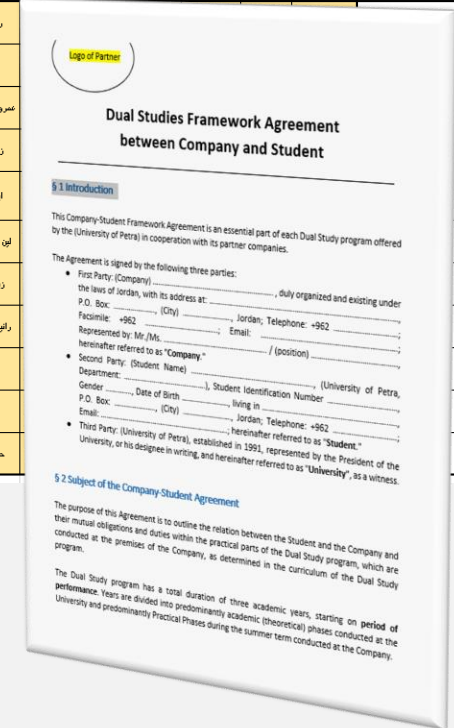 Logo of Partner
Dual Studies Framework Agreement
between Company and Student
§ 1 Introduction
This Company-Student Framework Agreement is an essential part of each Dual Study program offered
by the (University of Petra) in cooperation with its partner companies.
The Agreement is signed by the following three parties:
• First Party: (Company) ............................, duly organized and existing under
the laws of Jordan, with its address at: ............................,
P.O. Box: ............, (City) ............, Jordan; Telephone: +962 ............;
Facsimile: +962 ............; Email: ............................;
Represented by: Mr./Ms. ............................ / (position) ............................
hereinafter referred to as "Company."
• Second Party: (Student Name) ............................, (University of Petra,
Department: ............................), Student Identification Number ............,
Gender ........, Date of Birth ............, living in ............................,
P.O. Box: ............, (City) ............, Jordan; Telephone: +962 ............;
Email: ............................; hereinafter referred to as "Student."
• Third Party: (University of Petra), established in 1991, represented by the President of the
University, or his designee in writing, and hereinafter referred to as "University", as a witness.
§ 2 Subject of the Company-Student Agreement
The purpose of this Agreement is to outline the relation between the Student and the Company and
their mutual obligations and duties within the practical parts of the Dual Study program, which are
conducted at the premises of the Company, as determined in the curriculum of the Dual Study
program.
The Dual Study program has a total duration of three academic years, starting on period of
performance. Years are divided into predominantly academic (theoretical) phases conducted at the
University and predominantly Practical Phases during the summer term conducted at the Company.